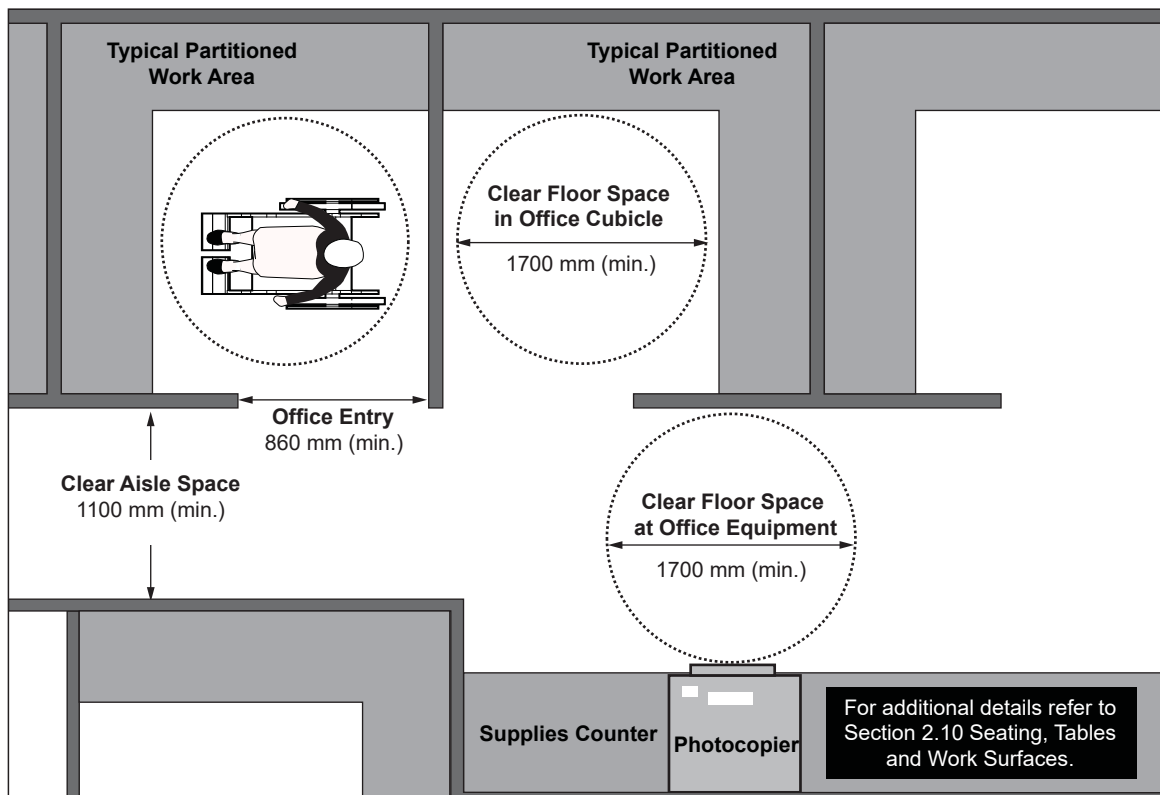 Typical Partitioned
Work Area
Typical Partitioned
Work Area
Clear Floor Space
in Office Cubicle
1700 mm (min.)
Office Entry
860 mm (min.)
Clear Aisle Space
1100 mm (min.)
Clear Floor Space
at Office Equipment
1700 mm (min.)
Supplies Counter
Photocopier
For additional details refer to
Section 2.10 Seating, Tables
and Work Surfaces.